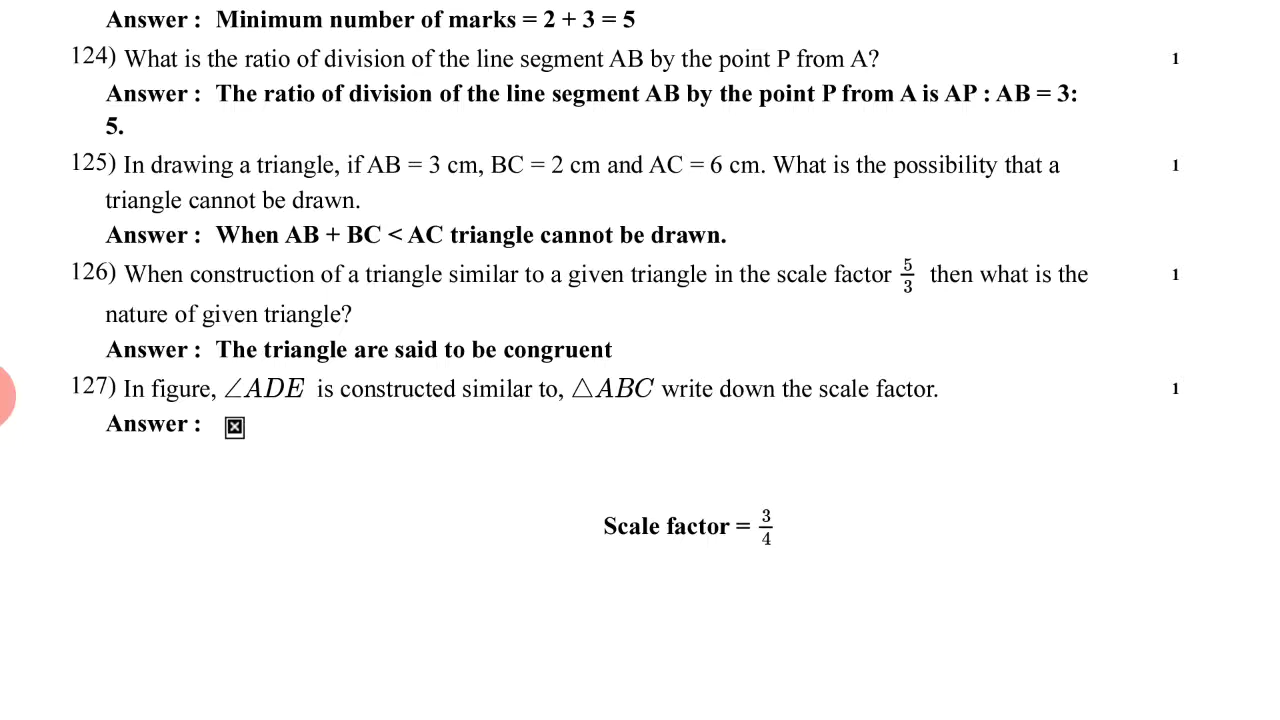 Answer : Minimum number of marks = 2 + 3 = 5
124) What is the ratio of division of the line segment AB by the point P from A? 1
Answer : The ratio of division of the line segment AB by the point P from A is AP : AB = 3:
5.
125) In drawing a triangle, if AB = 3 cm, BC = 2 cm and AC = 6 cm. What is the possibility that a 1
triangle cannot be drawn.
Answer : When AB + BC < AC triangle cannot be drawn.
126) When construction of a triangle similar to a given triangle in the scale factor 5/3 then what is the 1
nature of given triangle?
Answer : The triangle are said to be congruent
127) In figure, ∠ADE is constructed similar to, △ABC write down the scale factor. 1
Answer :
Scale factor = 3/4